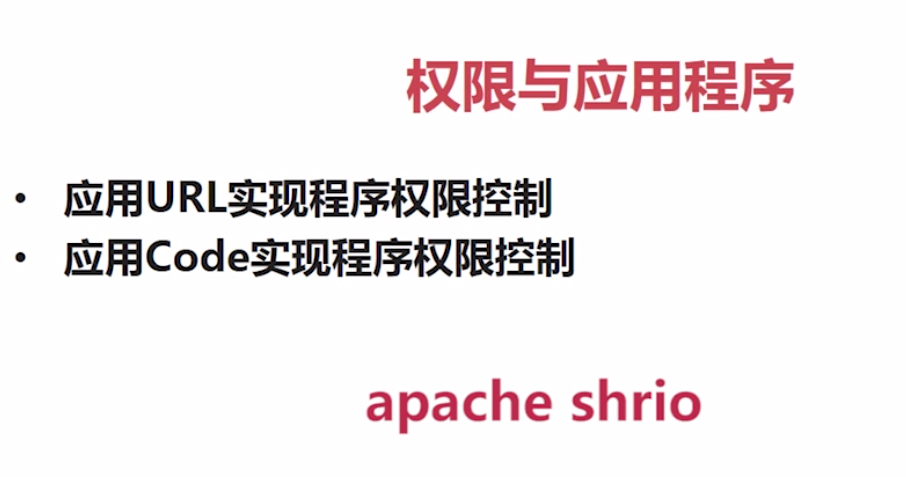 权限与应用程序
• 应用URL实现程序权限控制
• 应用Code实现程序权限控制
apache shrio